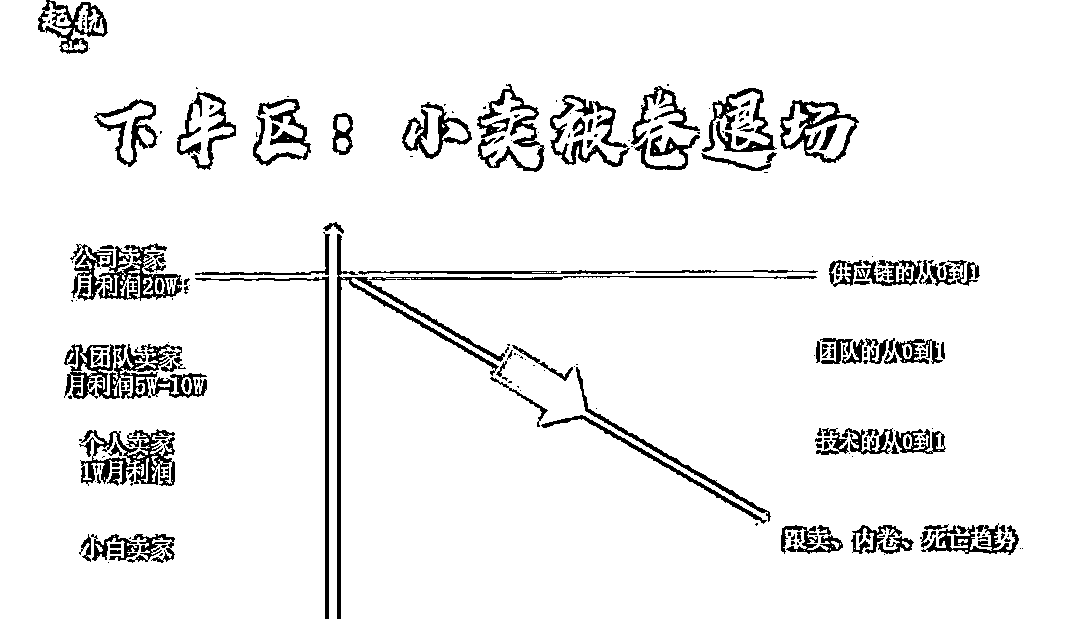 起航
club
下半区：小卖被卷退场
公司卖家
月利润20W+
供应链的从0到1
小团队卖家
月利润5W-10W
团队的从0到1
个人卖家
1W月利润
技术的从0到1
小白卖家
跟卖、内卷、死亡趋势